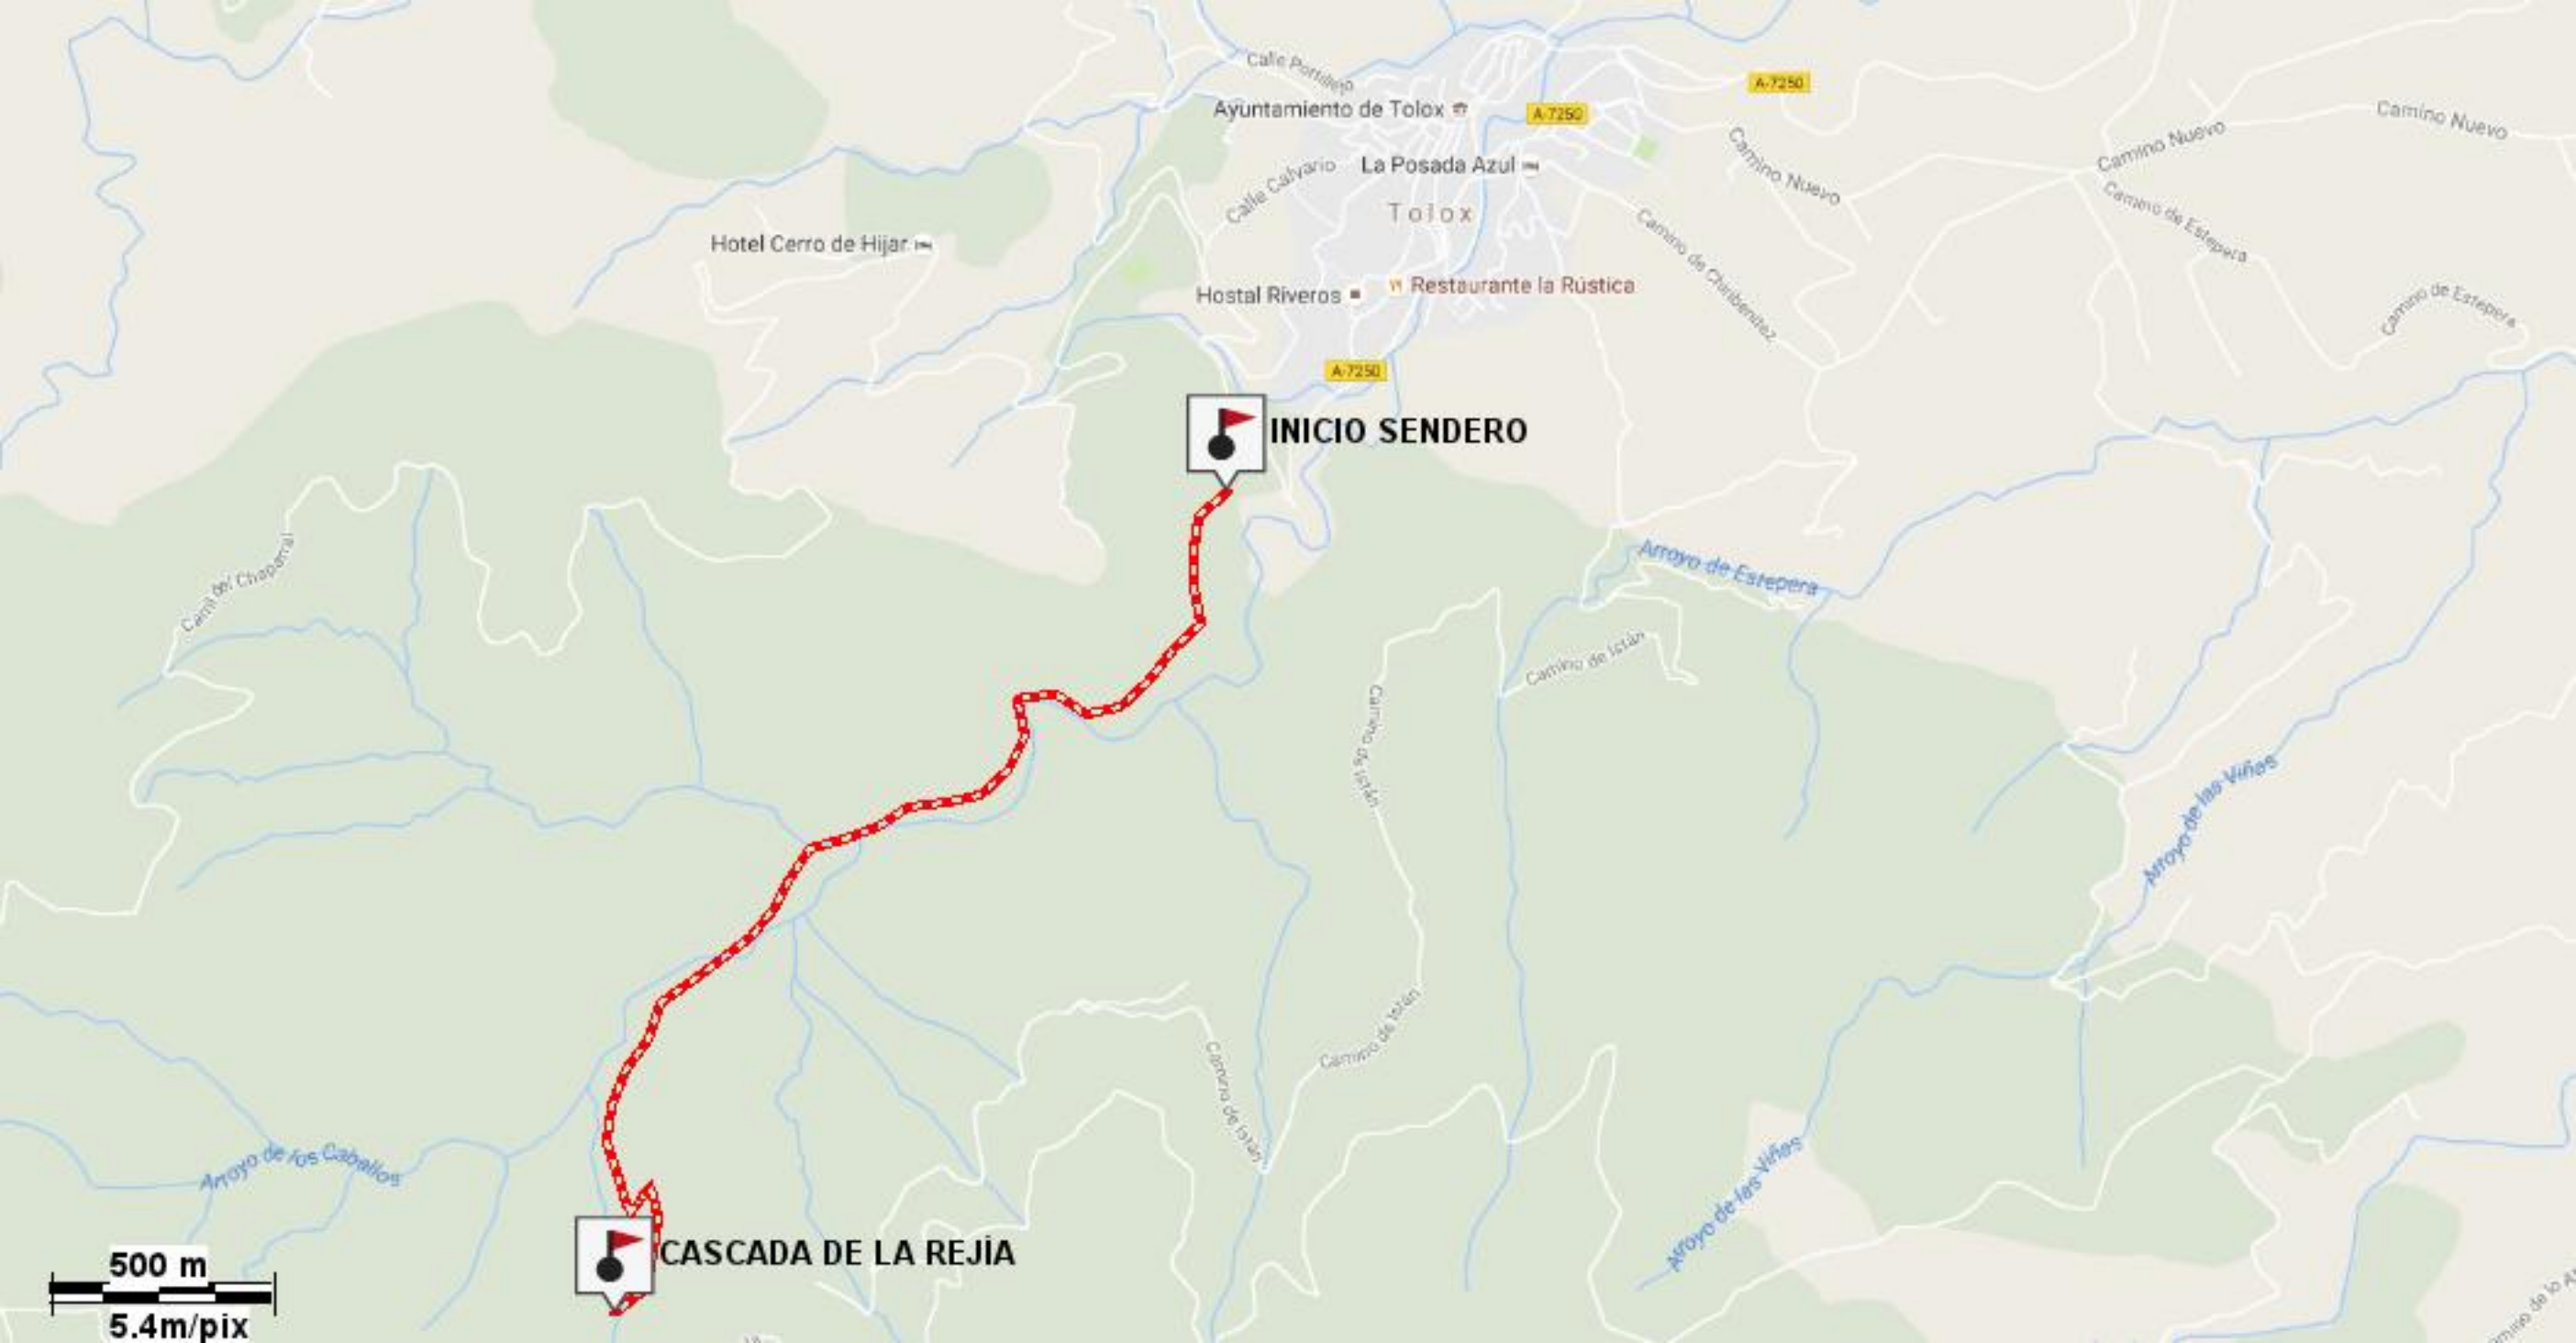 Calle Portillejo
A-7250
Ayuntamiento de Tolox
A-7250
Camino Nuevo
Camino Nuevo
Camino Nuevo
Calle Calvario
La Posada Azul
Tolox
Camino de Estepera
Hotel Cerro de Hijar
Camino de Chiribenitez
Hostal Riveros
Restaurante la Rústica
Camino de Estepera
A-7250
INICIO SENDERO
Carril del Chaparral
Arroyo de Estepera
Camino de Istán
Camino de Istán
Arroyo de las Viñas
Camino de Istán
Camino de Istán
Arroyo de los Caballos
Arroyo de las Viñas
CASCADA DE LA REJÍA
500 m
5.4m/pix